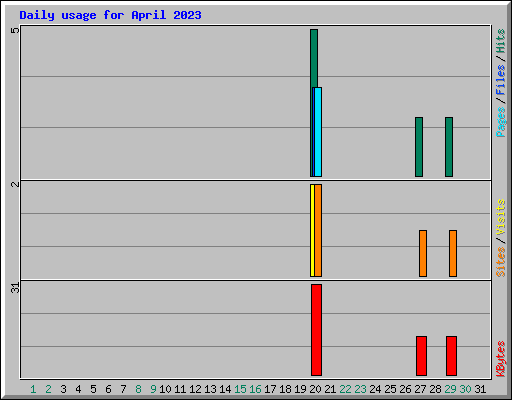 Daily usage for April 2023
5
2
31
Pages / Files / Hits
Sites / Visits
KBytes
1 2 3 4 5 6 7 8 9 10 11 12 13 14 15 16 17 18 19 20 21 22 23 24 25 26 27 28 29 30 31